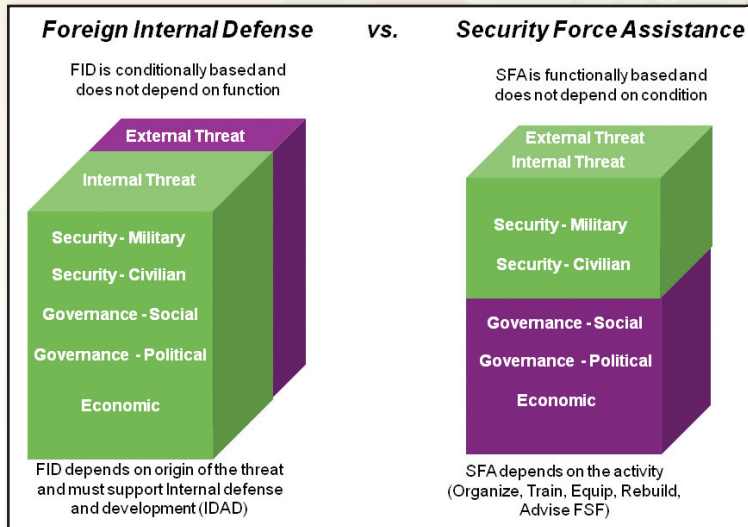 Foreign Internal Defense vs. Security Force Assistance
FID is conditionally based and
does not depend on function
External Threat
Internal Threat
Security - Military
Security - Civilian
Governance - Social
Governance - Political
Economic
FID depends on origin of the threat
and must support Internal defense
and development (IDAD)
SFA is functionally based and
does not depend on condition
External Threat
Internal Threat
Security - Military
Security - Civilian
Governance - Social
Governance - Political
Economic
SFA depends on the activity
(Organize, Train, Equip, Rebuild,
Advise FSF)